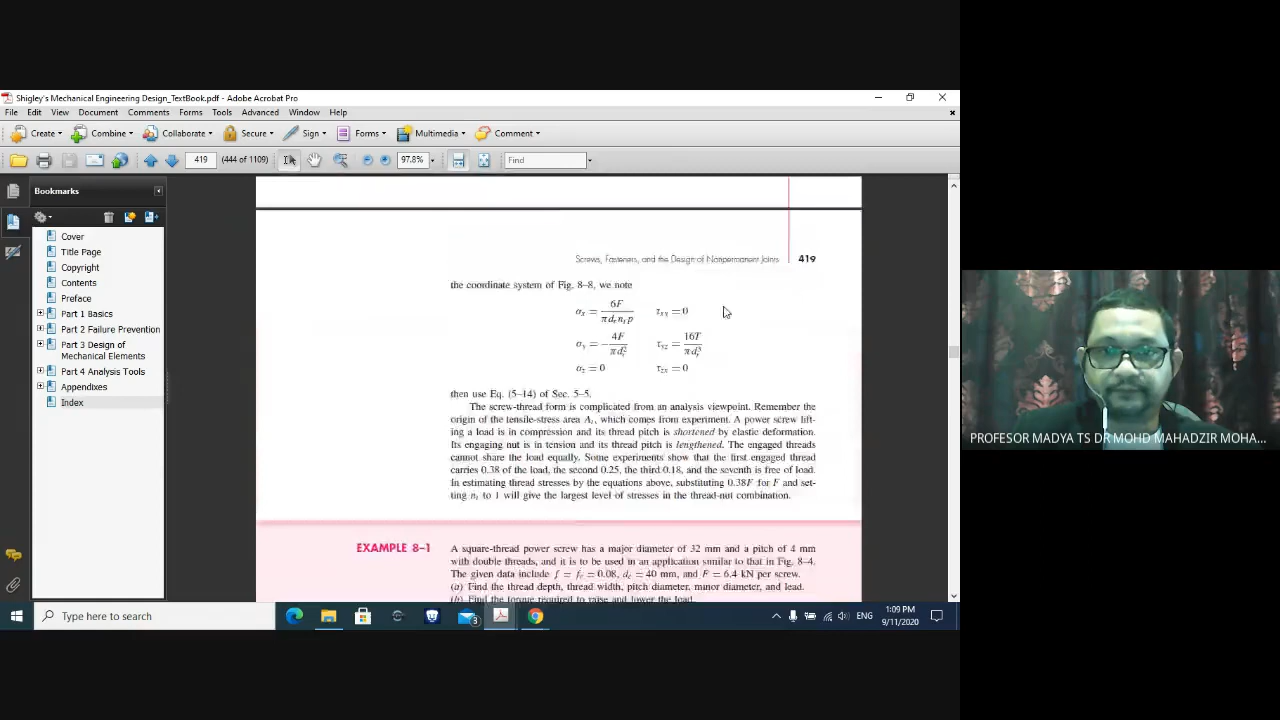 Shigley's Mechanical Engineering Design_TextBook.pdf - Adobe Acrobat Pro
File Edit View Document Comments Forms Tools Advanced Window Help
Create Combine Collaborate Secure Sign Forms Multimedia Comment
419 (444 of 1109) 97.8% Find
Bookmarks
Cover
Title Page
Copyright
Contents
Preface
Part 1 Basics
Part 2 Failure Prevention
Part 3 Design of
Mechanical Elements
Part 4 Analysis Tools
Appendixes
Index
Screws, Fasteners, and the Design of Nonpermanent Joints 419
the coordinate system of Fig. 8–8, we note
σx = 6F / πdrntp τxy = 0
σy = − 4F / πdr² τyz = 16T / πdr³
σz = 0 τzx = 0
then use Eq. (5–14) of Sec. 5–5.
The screw-thread form is complicated from an analysis viewpoint. Remember the
origin of the tensile-stress area At, which comes from experiment. A power screw lift-
ing a load is in compression and its thread pitch is shortened by elastic deformation.
Its engaging nut is in tension and its thread pitch is lengthened. The engaged threads
cannot share the load equally. Some experiments show that the first engaged thread
carries 0.38 of the load, the second 0.25, the third 0.18, and the seventh is free of load.
In estimating thread stresses by the equations above, substituting 0.38F for F and set-
ting nt to 1 will give the largest level of stresses in the thread-nut combination.
EXAMPLE 8–1 A square-thread power screw has a major diameter of 32 mm and a pitch of 4 mm
with double threads, and it is to be used in an application similar to that in Fig. 8–4.
The given data include f = fc = 0.08, dc = 40 mm, and F = 6.4 kN per screw.
(a) Find the thread depth, thread width, pitch diameter, minor diameter, and lead.
(b) Find the torque required to raise and lower the load.
PROFESOR MADYA TS DR MOHD MAHADZIR MOHA...
Type here to search
3
ENG
1:09 PM
9/11/2020